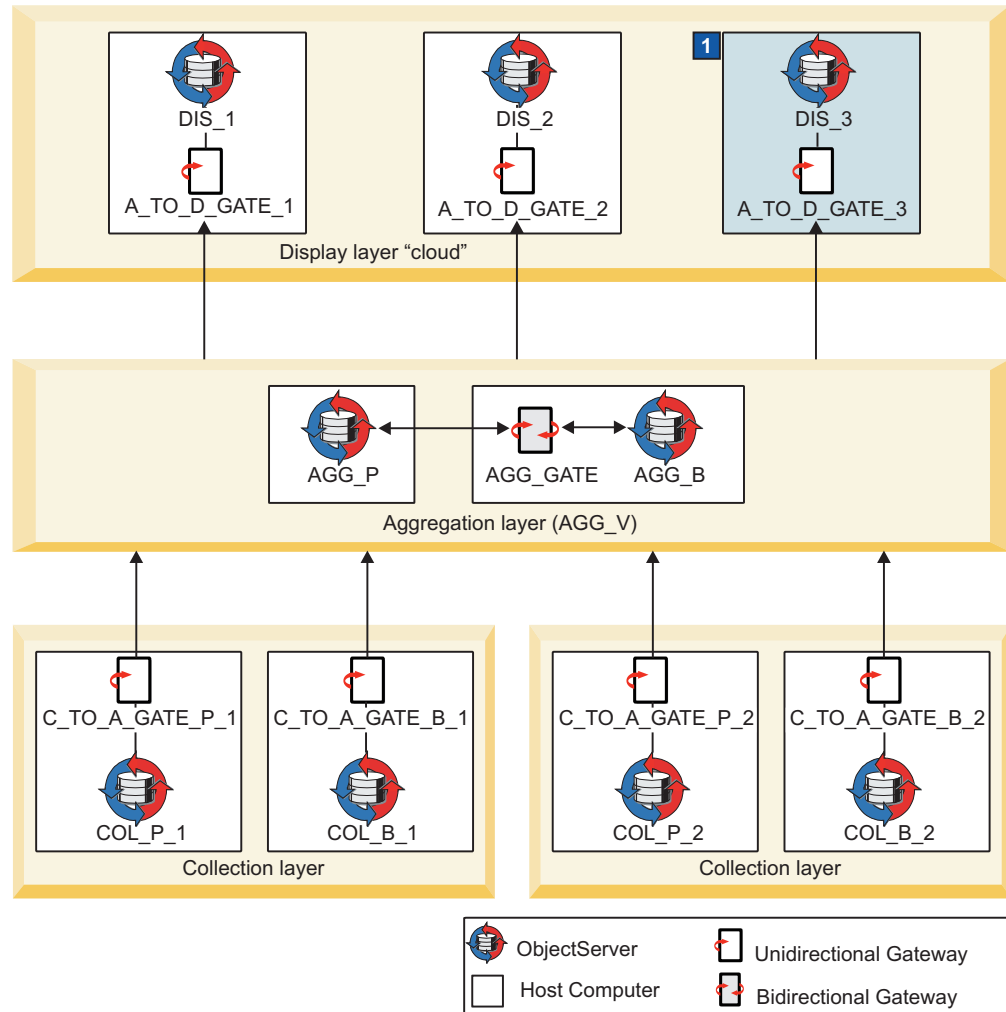 1
DIS_1
DIS_2
DIS_3
A_TO_D_GATE_1
A_TO_D_GATE_2
A_TO_D_GATE_3
Display layer “cloud”
AGG_P
AGG_GATE
AGG_B
Aggregation layer (AGG_V)
C_TO_A_GATE_P_1
C_TO_A_GATE_B_1
C_TO_A_GATE_P_2
C_TO_A_GATE_B_2
COL_P_1
COL_B_1
COL_P_2
COL_B_2
Collection layer
Collection layer
ObjectServer
Unidirectional Gateway
Host Computer
Bidirectional Gateway